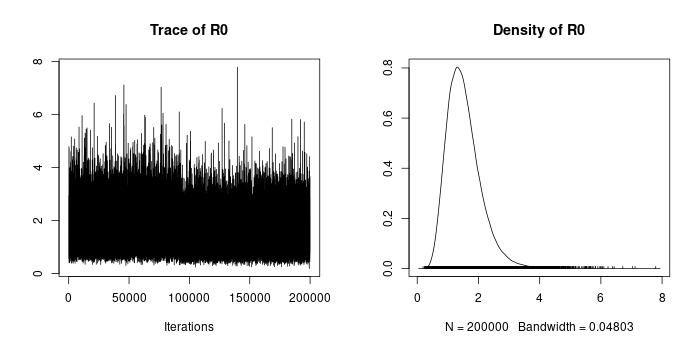 Trace of R0
8
6
4
2
0
0 50000 100000 150000 200000
Iterations
Density of R0
0.8
0.6
0.4
0.2
0.0
0 2 4 6 8
N = 200000 Bandwidth = 0.04803